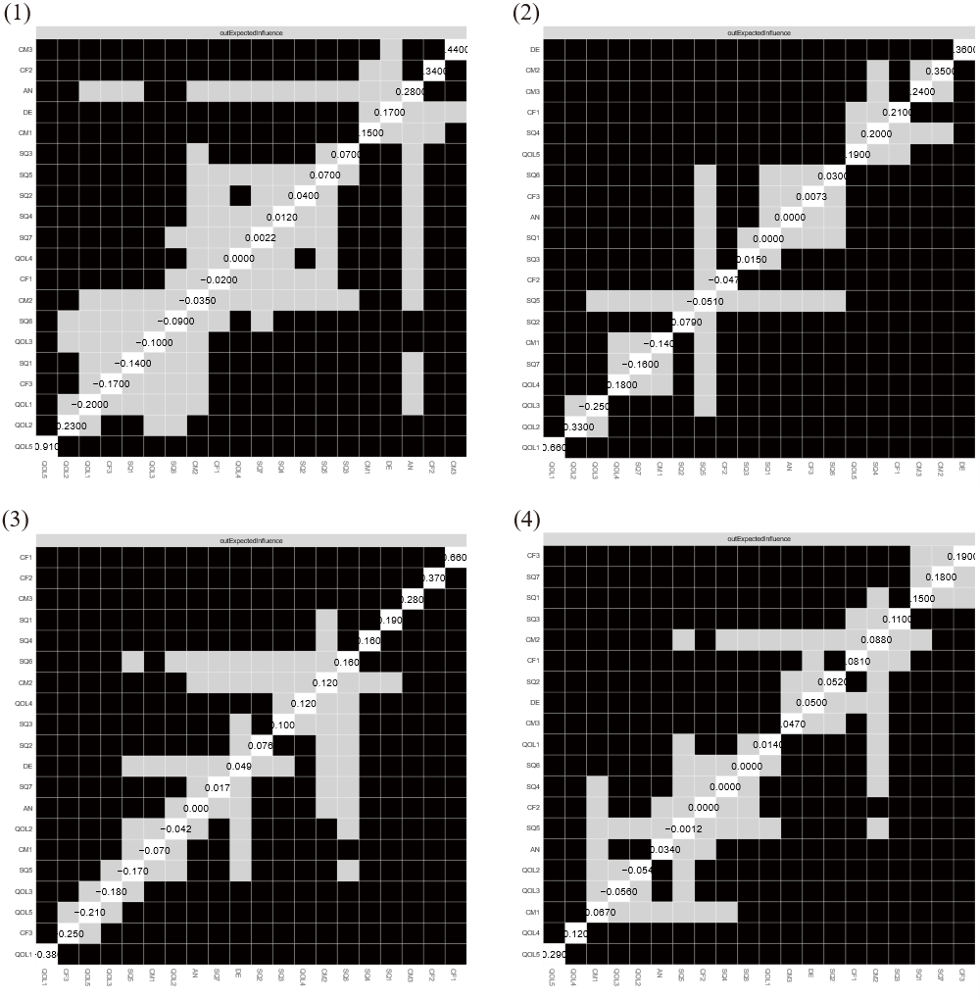 (1)
outExpectedInfluence
CM3 .4400
CF2 .3400
AN 0.2800
DE 0.1700
CM1 .1500
SQ3 0.0700
SQ5 0.0700
SQ2 0.0400
SQ4 0.0120
SQ7 0.0022
QOL4 0.0000
CF1 −0.0200
CM2 −0.0350
SQ6 −0.0900
QOL3 −0.1000
SQ1 −0.1400
CF3 −0.1700
QOL1 −0.2000
QOL2 0.2300
QOL5 0.910
QOL5 QOL2 QOL1 CF3 SQ1 QOL3 SQ6 CM2 CF1 QOL4 SQ7 SQ4 SQ2 SQ5 SQ3 CM1 DE AN CF2 CM3
(2)
outExpectedInfluence
DE .3600
CM2 .3500
CM3 .2400
CF1 0.2100
SQ4 0.2000
QOL5 .1900
SQ6 0.0300
CF3 0.0073
AN 0.0000
SQ1 0.0000
SQ3 0.0150
CF2 −0.047
SQ5 −0.0510
SQ2 0.0790
CM1 −0.140
SQ7 −0.1600
QOL4 0.1800
QOL3 −0.250
QOL2 0.3300
QOL1 0.660
QOL1 QOL2 QOL3 QOL4 SQ7 CM1 SQ2 SQ5 CF2 SQ3 SQ1 AN CF3 SQ6 QOL5 SQ4 CF1 CM3 CM2 DE
(3)
outExpectedInfluence
CF1 0.660
CF2 0.370
CM3 0.280
SQ1 0.190
SQ4 0.160
SQ6 0.160
CM2 0.120
QOL4 0.120
SQ3 0.100
SQ2 0.076
DE 0.049
SQ7 0.017
AN 0.000
QOL2 −0.042
CM1 −0.070
SQ5 −0.170
QOL3 −0.180
QOL5 −0.210
CF3 −0.250
QOL1 −0.380
QOL1 CF3 QOL5 QOL3 SQ5 CM1 QOL2 AN SQ7 DE SQ2 SQ3 QOL4 CM2 SQ6 SQ4 SQ1 CM3 CF2 CF1
(4)
outExpectedInfluence
CF3 0.1900
SQ7 0.1800
SQ1 .1500
SQ3 0.1100
CM2 0.0880
CF1 .0810
SQ2 0.0520
DE 0.0500
CM3 .0470
QOL1 0.0140
SQ6 0.0000
SQ4 0.0000
CF2 0.0000
SQ5 −0.0012
AN 0.0340
QOL2 −0.054
QOL3 −0.0560
CM1 0.0670
QOL4 0.120
QOL5 0.290
QOL5 QOL4 CM1 QOL3 QOL2 AN SQ5 CF2 SQ4 SQ6 QOL1 CM3 DE SQ2 CF1 CM2 SQ3 SQ1 SQ7 CF3